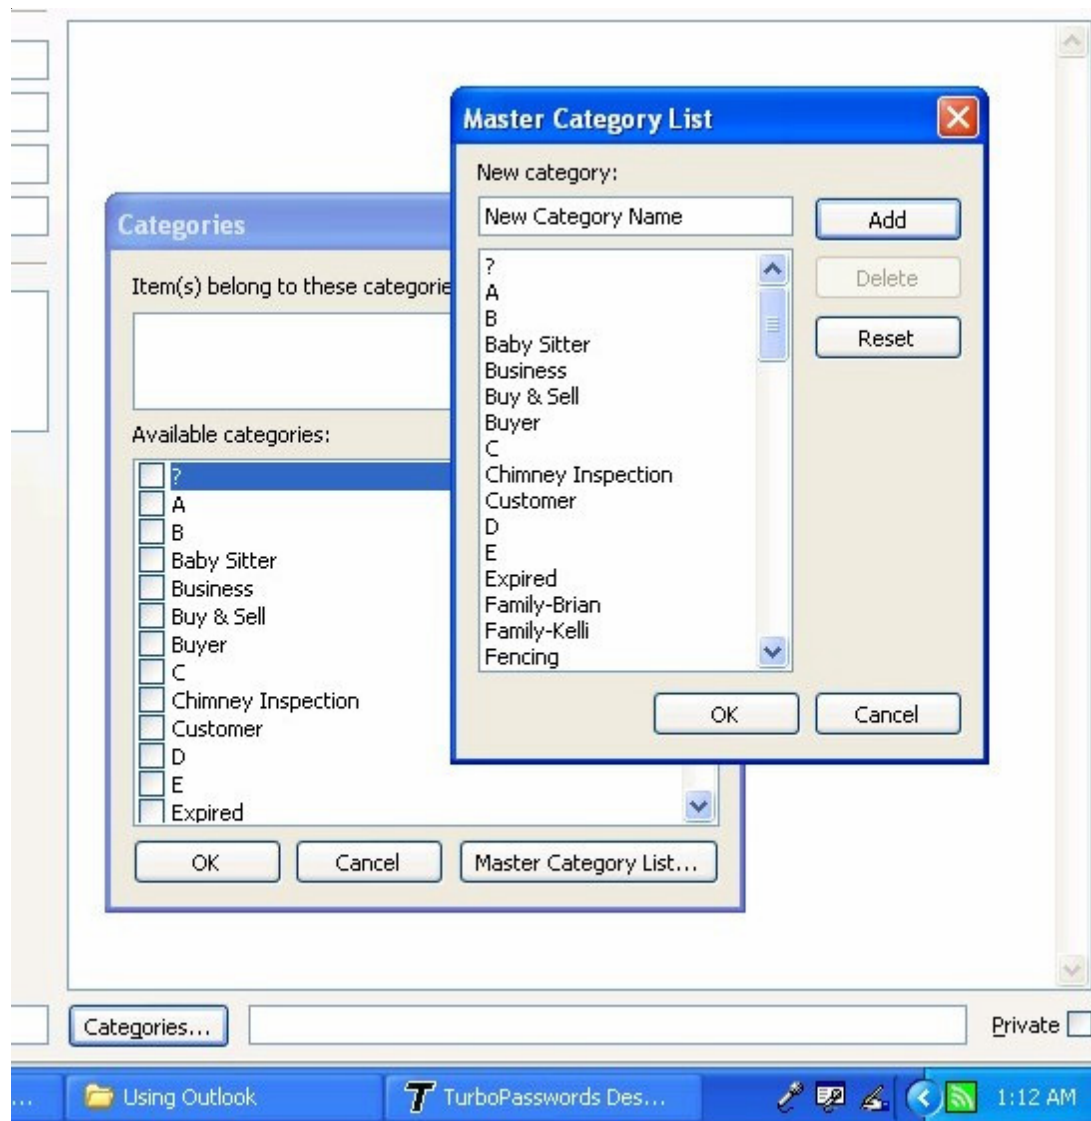 Master Category List
New category:
New Category Name
Add
?
A
B
Baby Sitter
Business
Buy & Sell
Buyer
C
Chimney Inspection
Customer
D
E
Expired
Family-Brian
Family-Kelli
Fencing
Delete
Reset
OK
Cancel
Categories
Item(s) belong to these categorie
Available categories:
?
A
B
Baby Sitter
Business
Buy & Sell
Buyer
C
Chimney Inspection
Customer
D
E
Expired
OK
Cancel
Master Category List...
Categories...
Private
...
Using Outlook
TurboPasswords Des...
1:12 AM